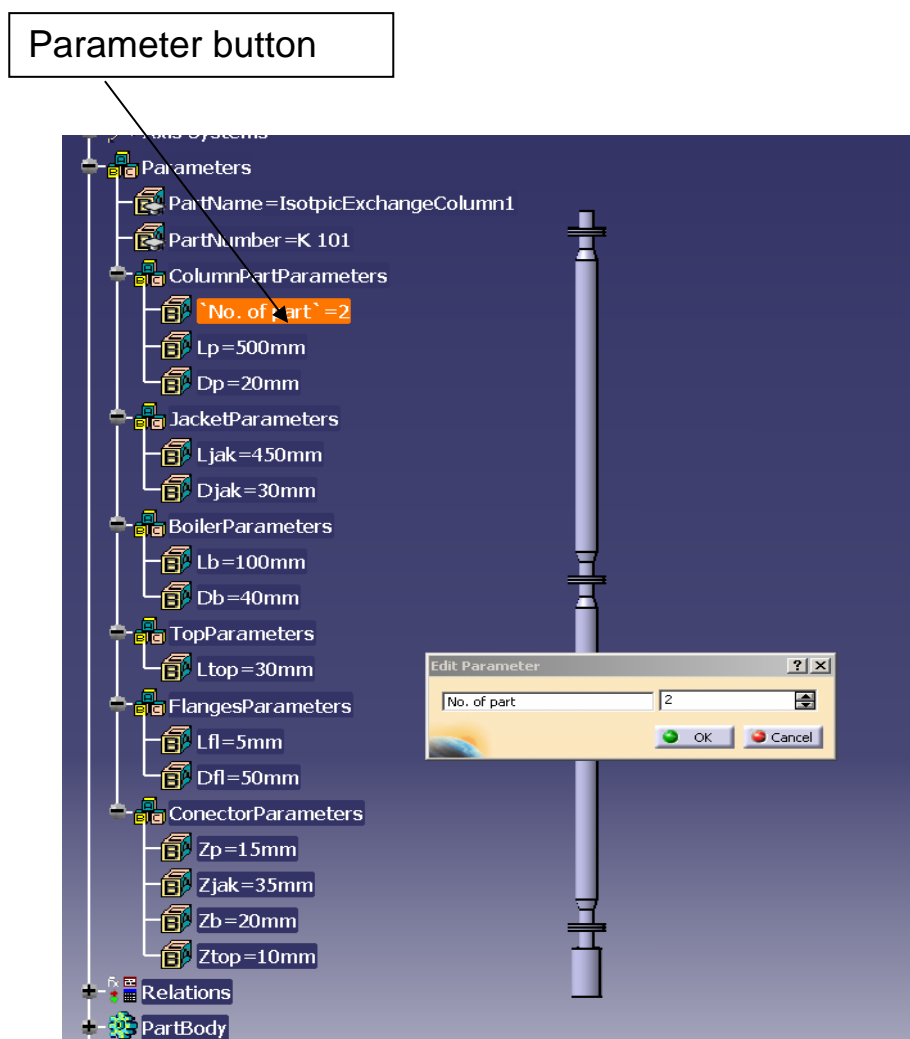 Parameter button
Axis Systems
Parameters
PartName=IsotpicExchangeColumn1
PartNumber=K 101
ColumnPartParameters
`No. of part`=2
Lp=500mm
Dp=20mm
JacketParameters
Ljak=450mm
Djak=30mm
BoilerParameters
Lb=100mm
Db=40mm
TopParameters
Ltop=30mm
FlangesParameters
Lfl=5mm
Dfl=50mm
ConectorParameters
Zp=15mm
Zjak=35mm
Zb=20mm
Ztop=10mm
Relations
PartBody
Edit Parameter
No. of part 2
OK Cancel